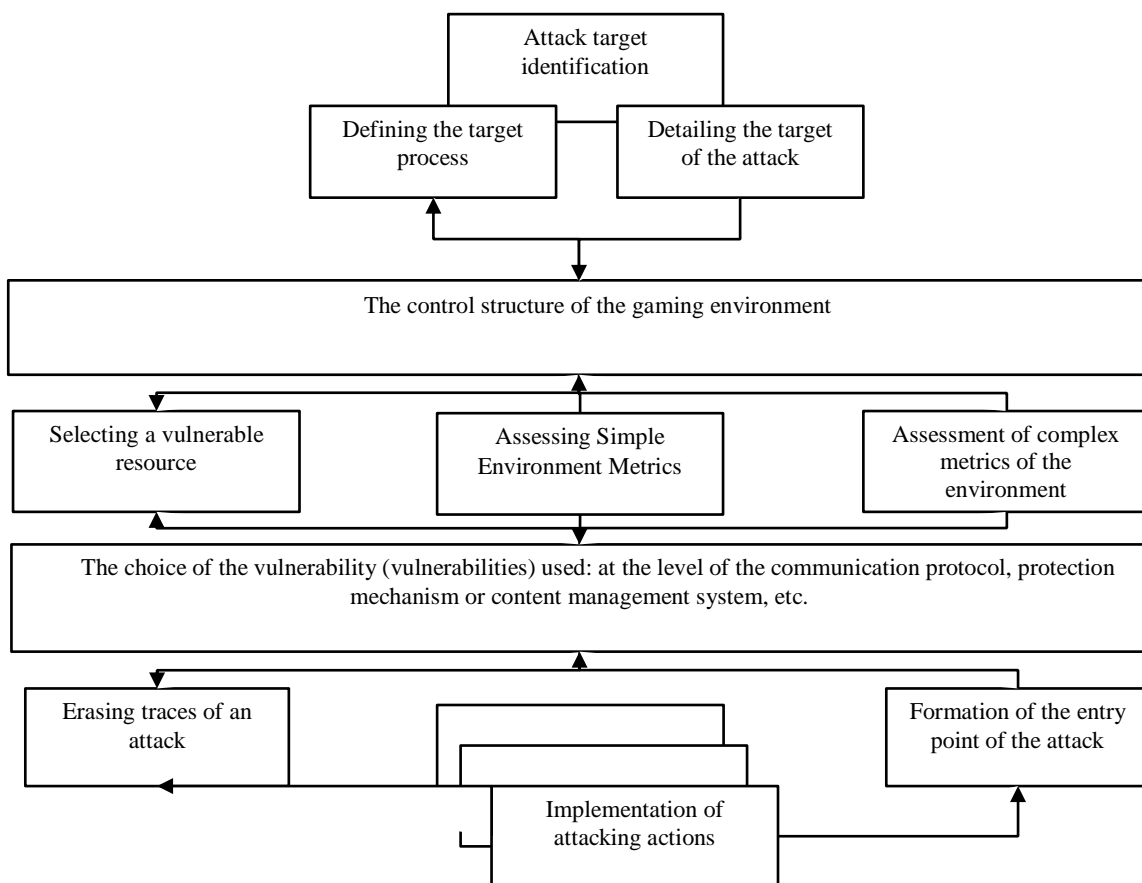 Attack target
identification
Defining the target
process
Detailing the target
of the attack
The control structure of the gaming environment
Selecting a vulnerable
resource
Assessing Simple
Environment Metrics
Assessment of complex
metrics of the
environment
The choice of the vulnerability (vulnerabilities) used: at the level of the communication protocol, protection
mechanism or content management system, etc.
Erasing traces of an
attack
Formation of the entry
point of the attack
Implementation of
attacking actions